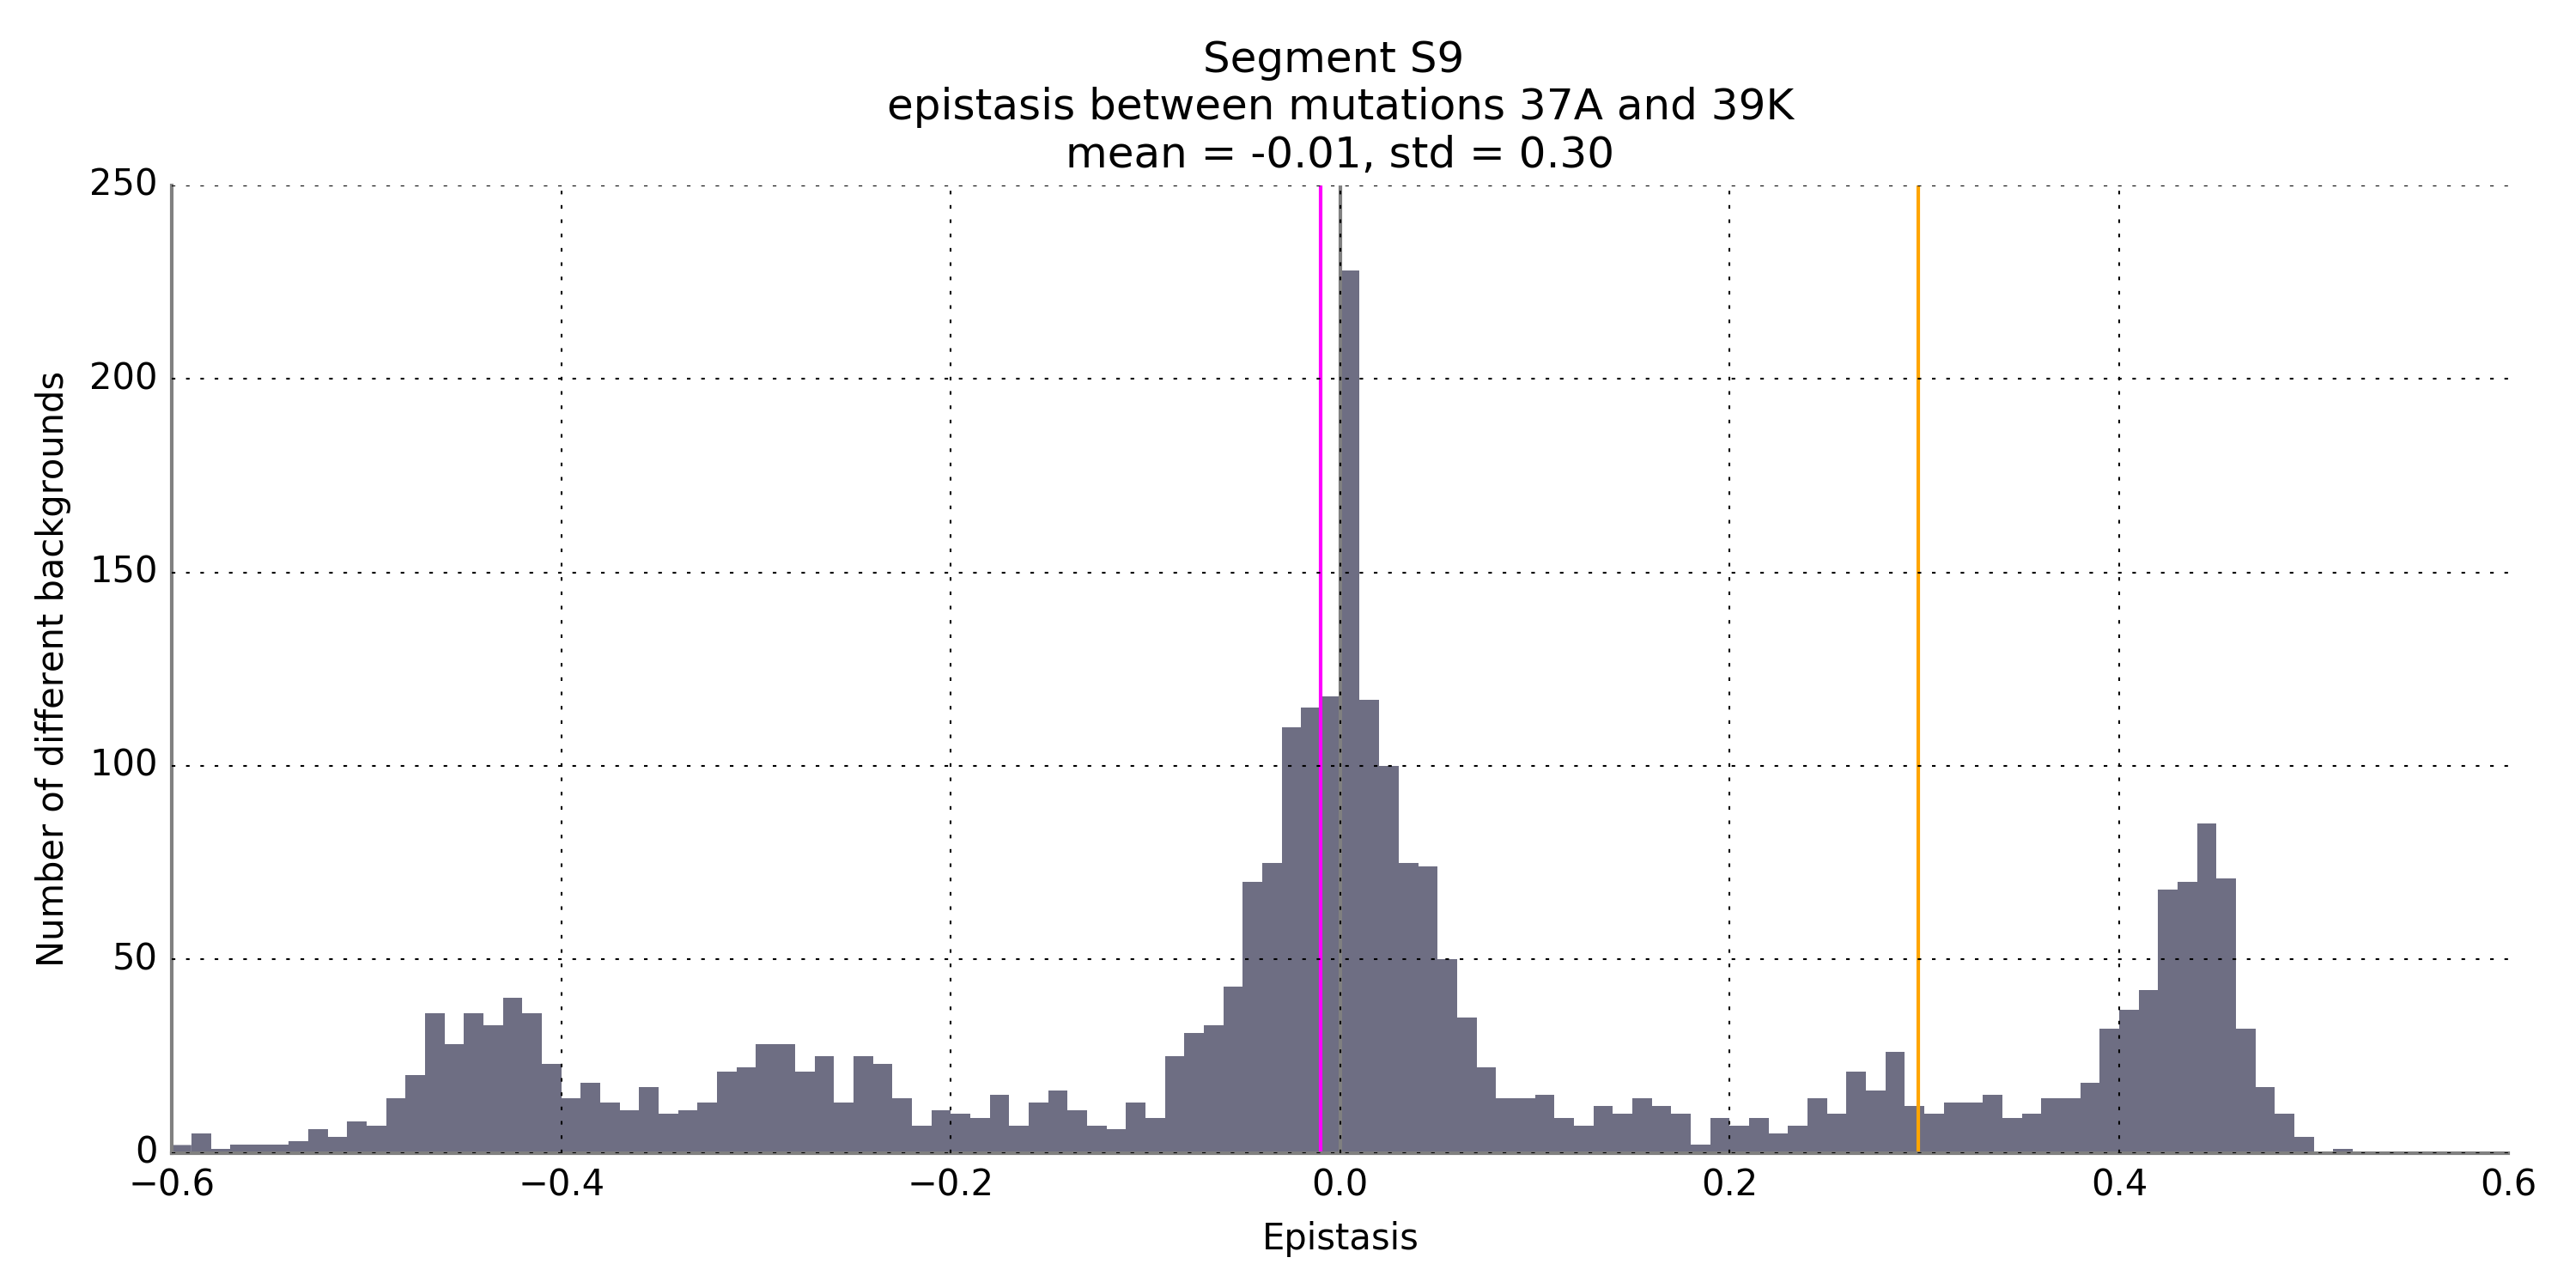 Segment S9
epistasis between mutations 37A and 39K
mean = -0.01, std = 0.30
Number of different backgrounds
250
200
150
100
50
0
−0.6 −0.4 −0.2 0.0 0.2 0.4 0.6
Epistasis